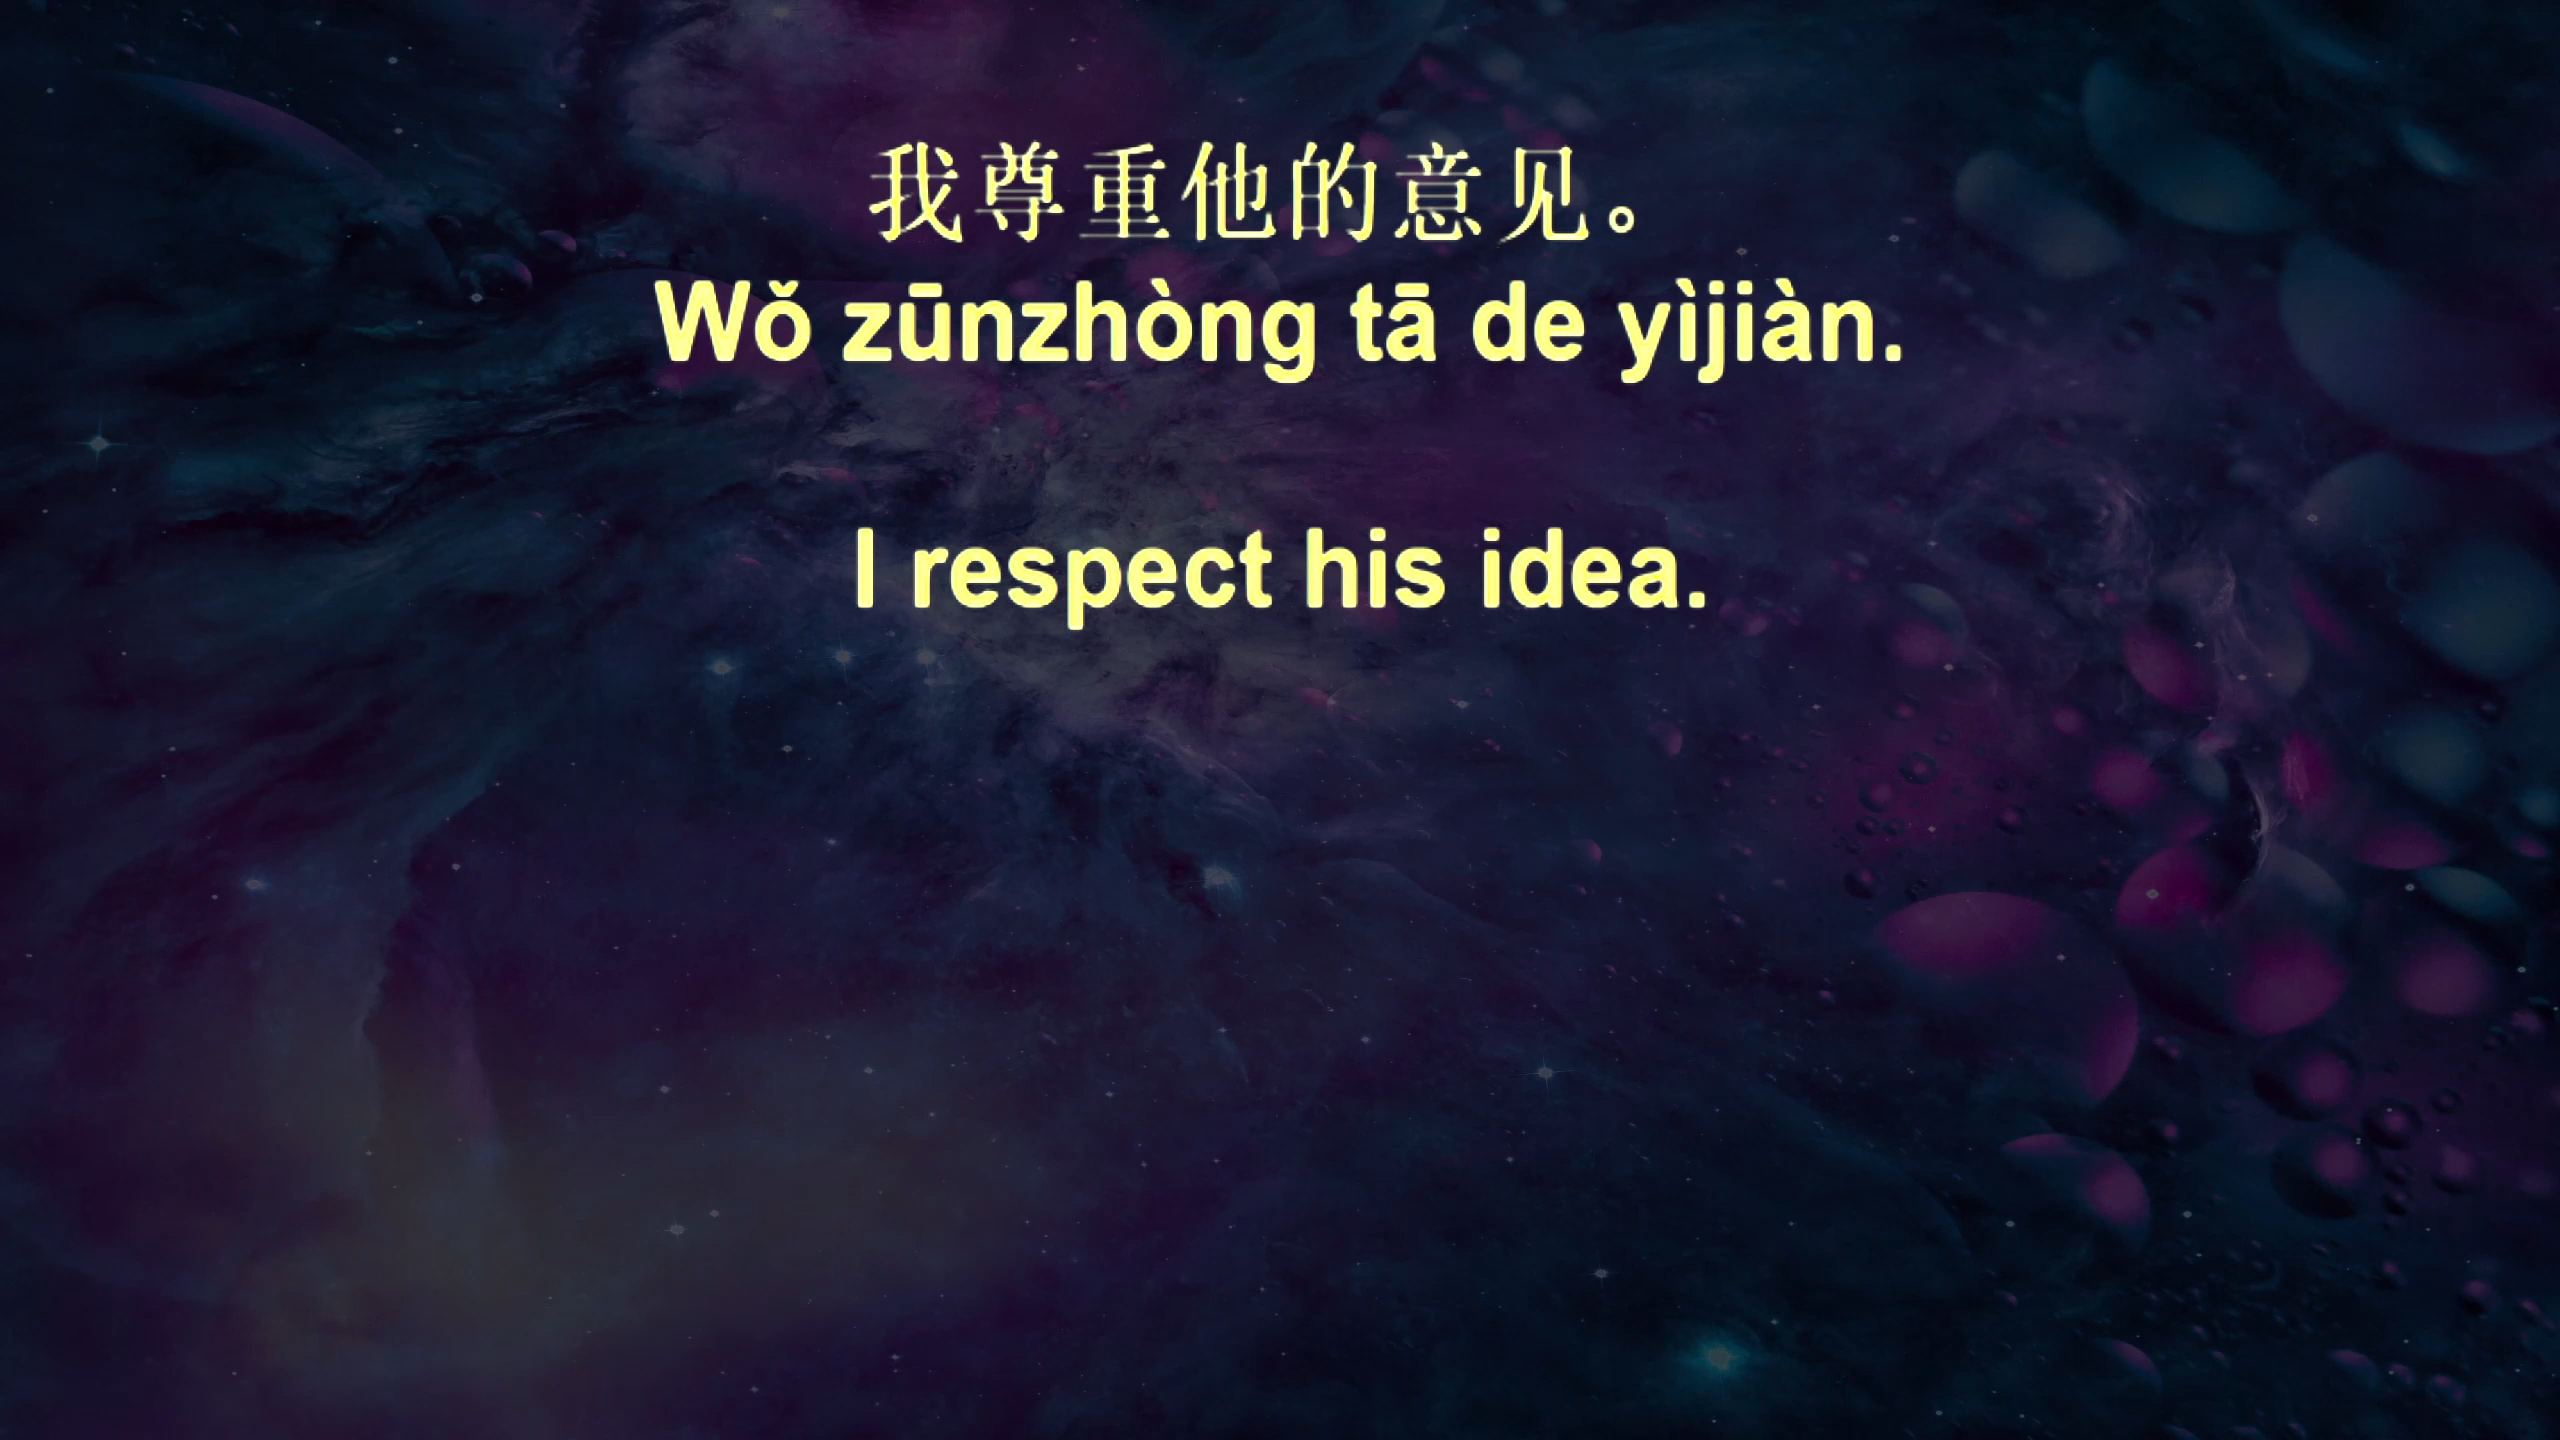 我尊重他的意见。
Wǒ zūnzhòng tā de yìjiàn.
I respect his idea.